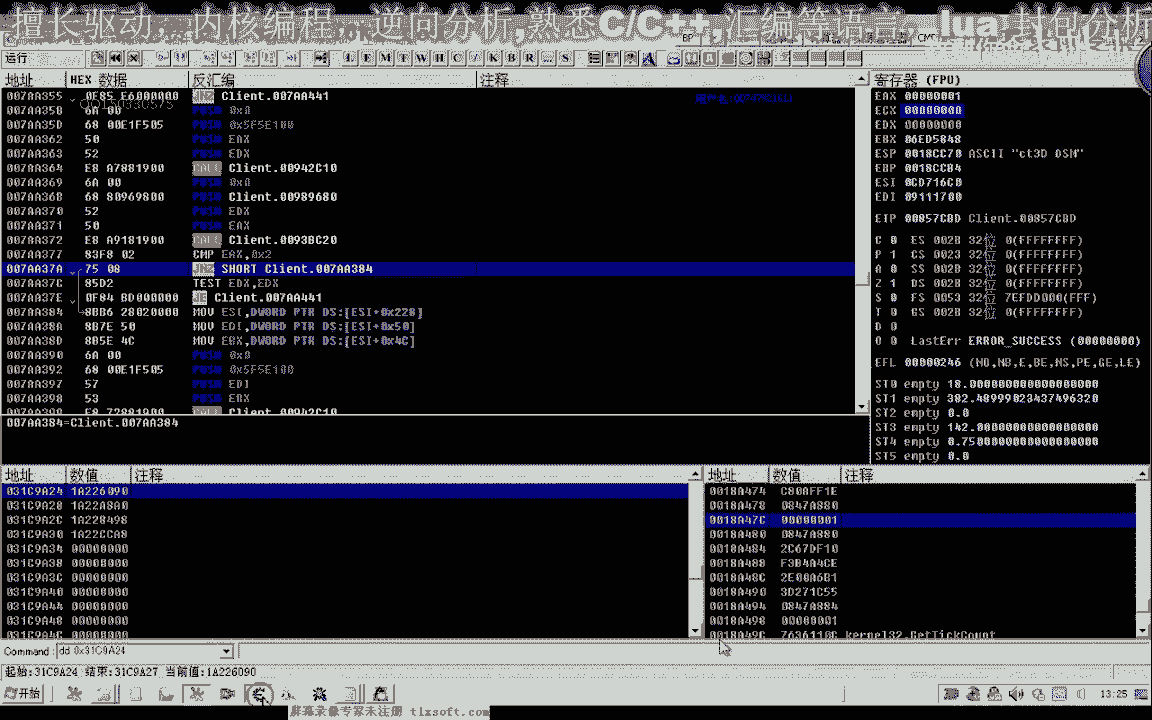 擅长驱动 内核编程 逆向分析,熟悉C/C++,汇编等语言 lua 封包分析
运行
地址 HEX 数据 反汇编 注释
007AA355 0F85 E6000000 JNZ Client.007AA441
007AA35B 6A 00 PUSH 0x0
007AA35D 68 00E1F505 PUSH 0x5F5E100
007AA362 50 PUSH EAX
007AA363 52 PUSH EDX
007AA364 E8 A7881900 CALL Client.00942C10
007AA369 6A 00 PUSH 0x0
007AA36B 68 80969800 PUSH Client.00989680
007AA370 52 PUSH EDX
007AA371 50 PUSH EAX
007AA372 E8 A9181900 CALL Client.0093BC20
007AA377 83F8 02 CMP EAX,0x2
007AA37A 75 08 JNZ SHORT Client.007AA384
007AA37C 85D2 TEST EDX,EDX
007AA37E 0F84 BD000000 JE Client.007AA441
007AA384 8BB6 28020000 MOV ESI,DWORD PTR DS:[ESI+0x228]
007AA38A 8B7E 50 MOV EDI,DWORD PTR DS:[ESI+0x50]
007AA38D 8B5E 4C MOV EBX,DWORD PTR DS:[ESI+0x4C]
007AA390 6A 00 PUSH 0x0
007AA392 68 00E1F505 PUSH 0x5F5E100
007AA397 57 PUSH EDI
007AA398 53 PUSH EBX
007AA399 E8 72881900 CALL Client.00942C10
007AA384=Client.007AA384
寄存器 (FPU)
EAX 00000001
ECX 00000000
EDX 00000000
EBX 06ED5848
ESP 0018CC78 ASCII "ct3D OSM"
EBP 0018CCB4
ESI 0CD716C0
EDI 09111700
EIP 00857CBD Client.00857CBD
C 0 ES 002B 32位 0(FFFFFFFF)
P 1 CS 0023 32位 0(FFFFFFFF)
A 0 SS 002B 32位 0(FFFFFFFF)
Z 1 DS 002B 32位 0(FFFFFFFF)
S 0 FS 0053 32位 7EFDD000(FFF)
T 0 GS 002B 32位 0(FFFFFFFF)
D 0
O 0 LastErr ERROR_SUCCESS (00000000)
EFL 00000246 (NO,NB,E,BE,NS,PE,GE,LE)
ST0 empty 18.000000000000000000
ST1 empty 382.48999023437496320
ST2 empty 0.0
ST3 empty 142.00000000000000000
ST4 empty 0.7500000000000000000
ST5 empty 0.0
地址 数值 注释
031C9A24 1A226090
031C9A28 1A22A8A0
031C9A2C 1A228498
031C9A30 1A22CCA8
031C9A34 00000000
031C9A38 00000000
031C9A3C 00000000
031C9A40 00000000
031C9A44 00000000
031C9A48 00000000
031C9A4C 00000000
地址 数值 注释
0018A474 C80AFF1E
0018A478 0847A880
0018A47C 00000001
0018A480 0847A880
0018A484 2C67DF10
0018A488 F3B4A4CE
0018A48C 2E00A6B1
0018A490 3D271C55
0018A494 0847A884
0018A498 00000001
0018A49C 7636110C kernel32.GetTickCount
Command: dd 0x31C9A24
起始:31C9A24 结束:31C9A27 当前值:1A226090
开始
13:25
屏幕录像专家未注册 tlxsoft.com